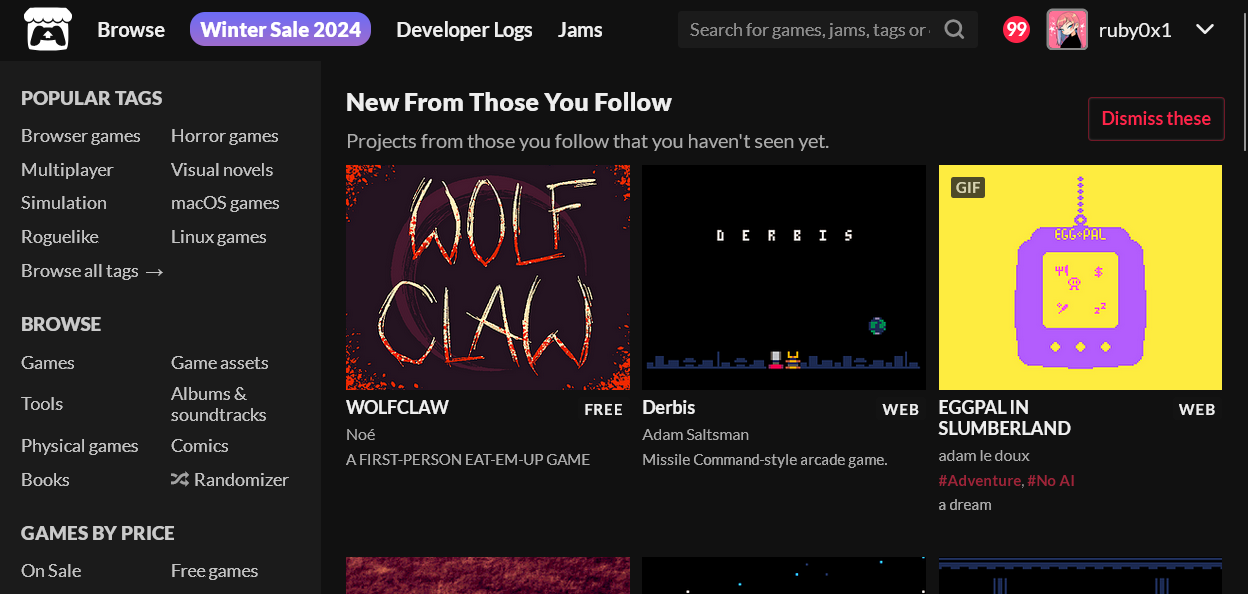 Browse
Winter Sale 2024
Developer Logs
Jams
Search for games, jams, tags or
99
ruby0x1
POPULAR TAGS
Browser games
Horror games
Multiplayer
Visual novels
Simulation
macOS games
Roguelike
Linux games
Browse all tags →
BROWSE
Games
Game assets
Tools
Albums &
soundtracks
Physical games
Comics
Books
Randomizer
GAMES BY PRICE
On Sale
Free games
New From Those You Follow
Projects from those you follow that you haven't seen yet.
Dismiss these
WOLF
CLAW
WOLFCLAW
FREE
Noé
A FIRST-PERSON EAT-EM-UP GAME
DERBIS
Derbis
WEB
Adam Saltsman
Missile Command-style arcade game.
GIF
EGG PAL
$
zz
EGGPAL IN
SLUMBERLAND
WEB
adam le doux
#Adventure, #No AI
a dream